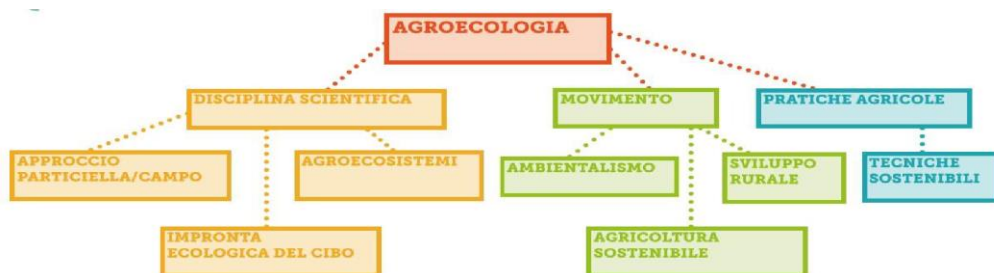 AGROECOLOGIA
DISCIPLINA SCIENTIFICA
MOVIMENTO
PRATICHE AGRICOLE
APPROCCIO
PARTICIELLA/CAMPO
AGROECOSISTEMI
AMBIENTALISMO
SVILUPPO
RURALE
TECNICHE
SOSTENIBILI
IMPRONTA
ECOLOGICA DEL CIBO
AGRICOLTURA
SOSTENIBILE